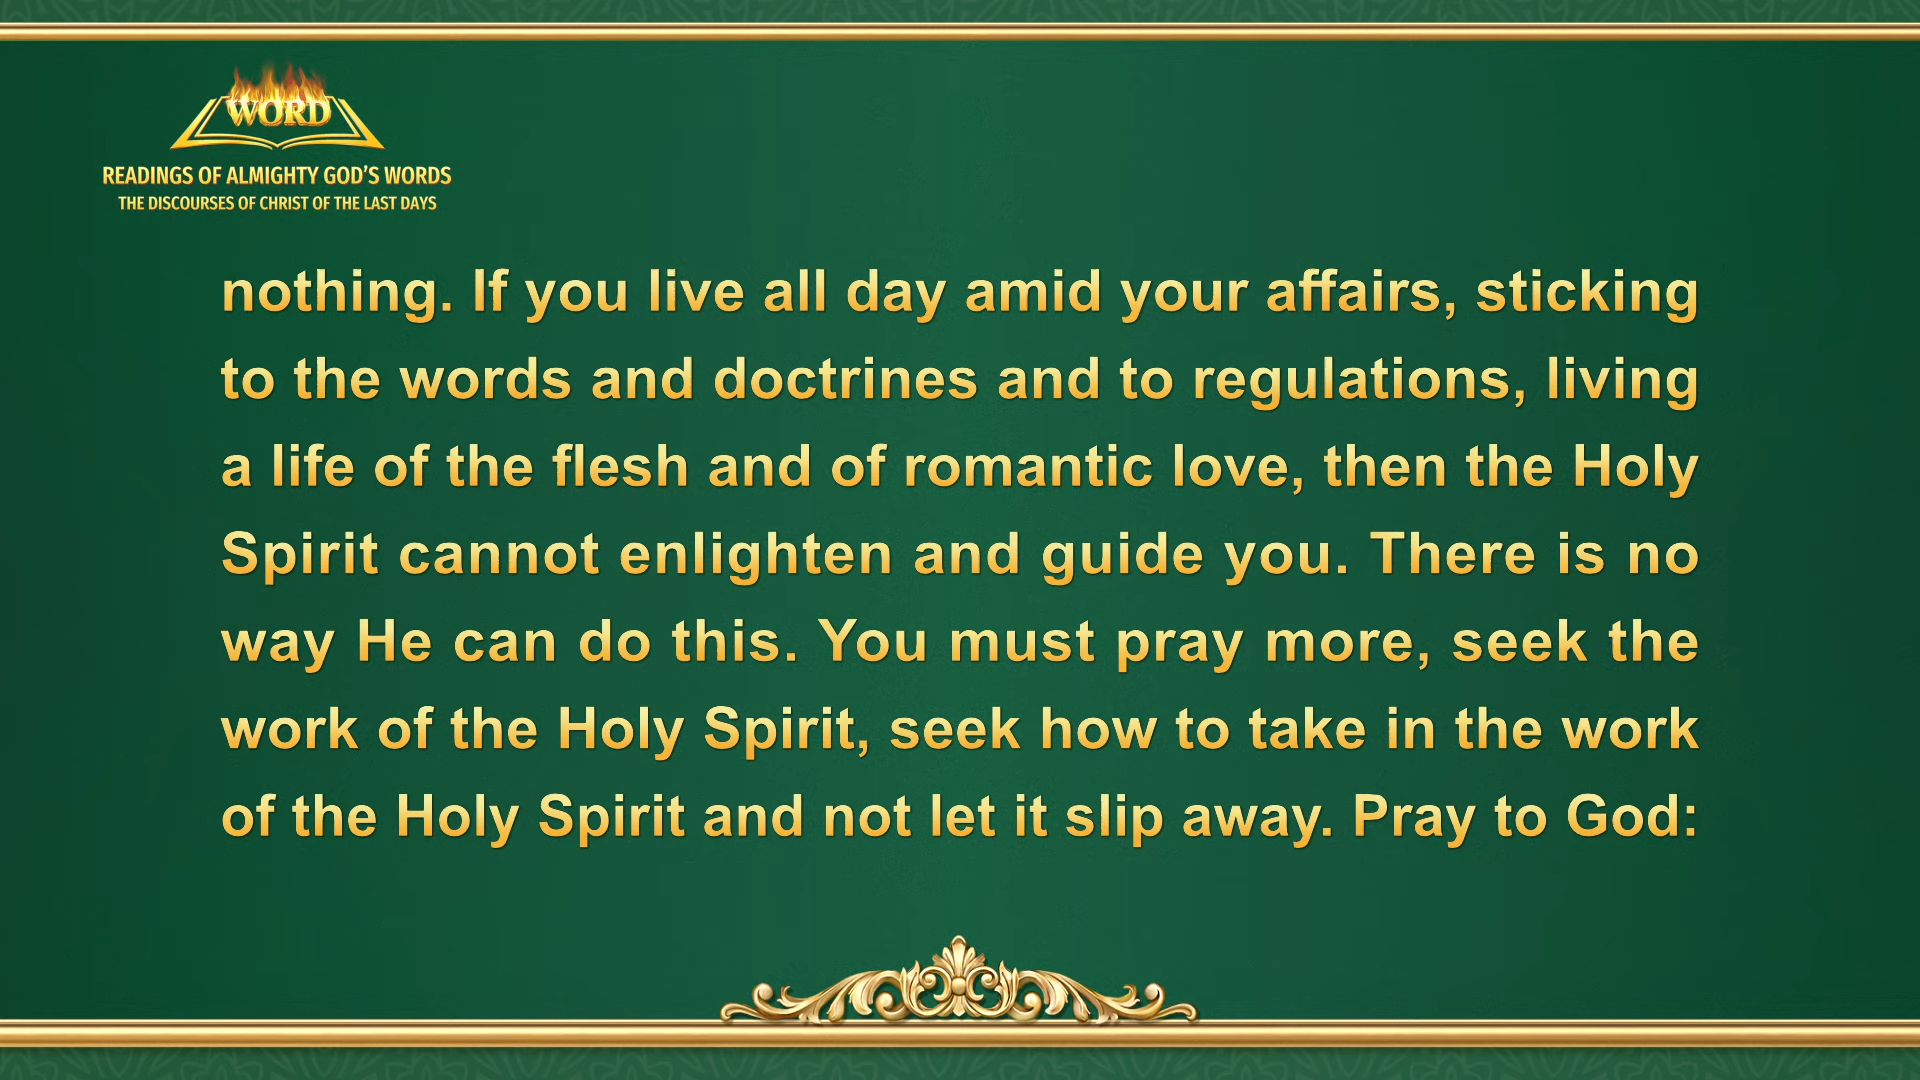 WORD
READINGS OF ALMIGHTY GOD'S WORDS
THE DISCOURSES OF CHRIST OF THE LAST DAYS
nothing. If you live all day amid your affairs, sticking
to the words and doctrines and to regulations, living
a life of the flesh and of romantic love, then the Holy
Spirit cannot enlighten and guide you. There is no
way He can do this. You must pray more, seek the
work of the Holy Spirit, seek how to take in the work
of the Holy Spirit and not let it slip away. Pray to God: